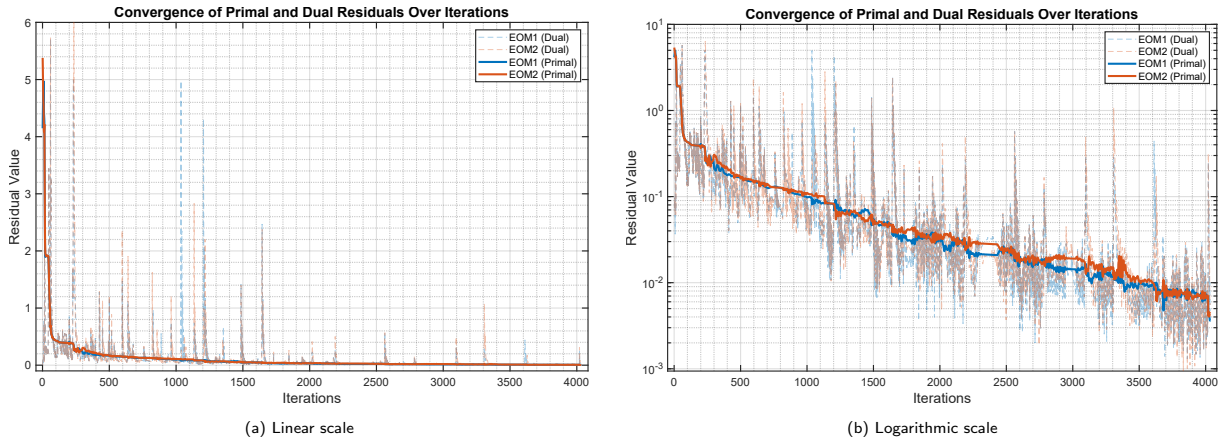 Convergence of Primal and Dual Residuals Over Iterations
EOM1 (Dual)
EOM2 (Dual)
EOM1 (Primal)
EOM2 (Primal)
Residual Value
6
5
4
3
2
1
0
0 500 1000 1500 2000 2500 3000 3500 4000
Iterations
(a) Linear scale
Convergence of Primal and Dual Residuals Over Iterations
EOM1 (Dual)
EOM2 (Dual)
EOM1 (Primal)
EOM2 (Primal)
Residual Value
10^1
10^0
10^-1
10^-2
10^-3
0 500 1000 1500 2000 2500 3000 3500 4000
Iterations
(b) Logarithmic scale